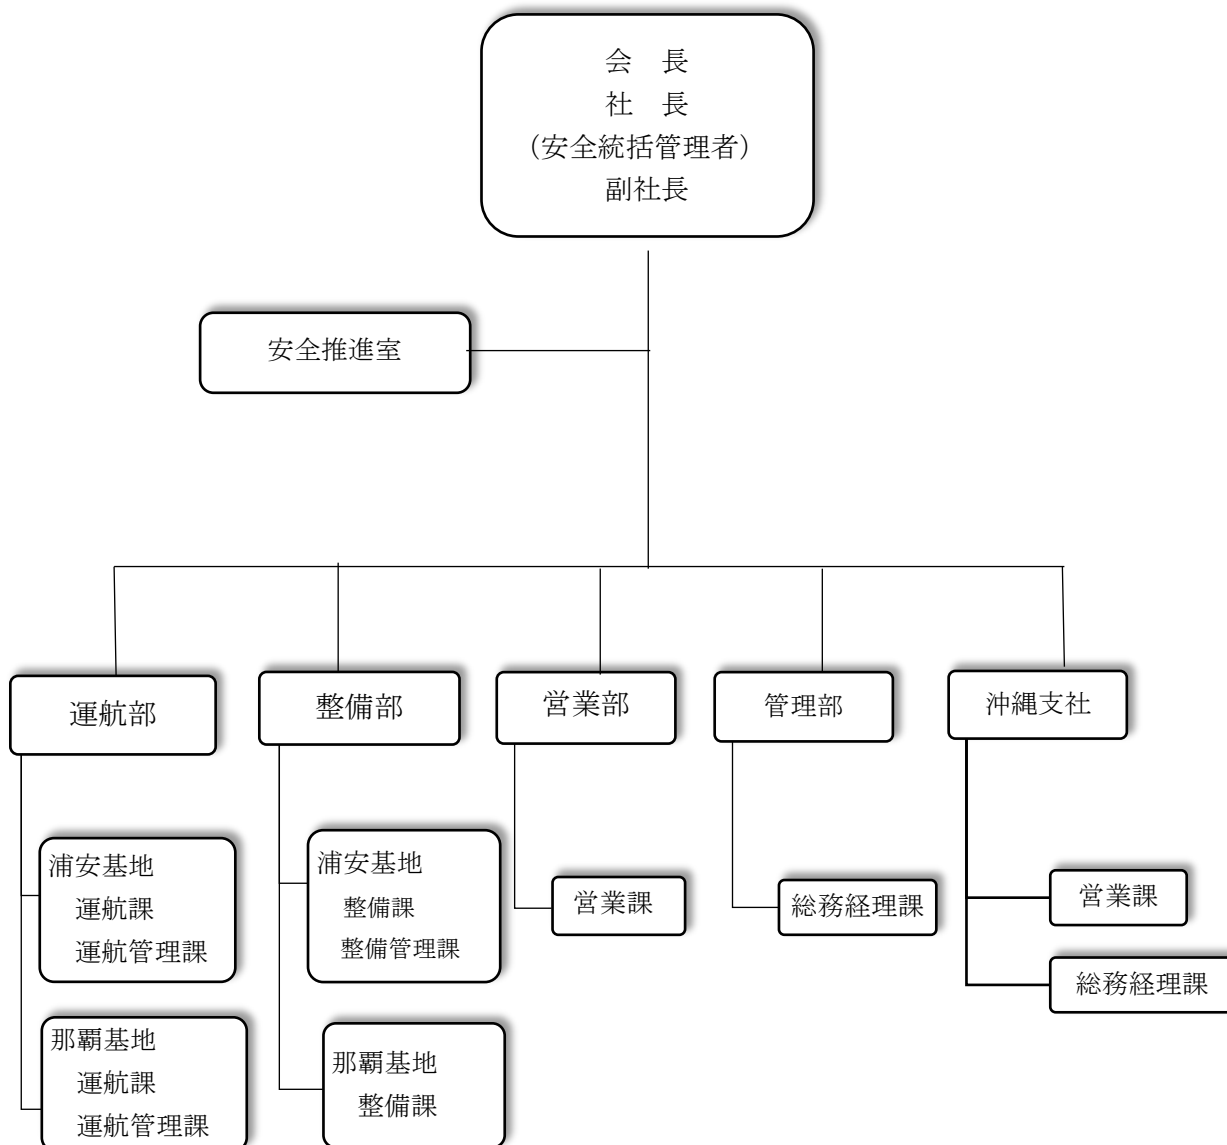 会　長
社　長
（安全統括管理者）
副社長
安全推進室
運航部
整備部
営業部
管理部
沖縄支社
浦安基地
運航課
運航管理課
那覇基地
運航課
運航管理課
浦安基地
整備課
整備管理課
那覇基地
整備課
営業課
総務経理課
営業課
総務経理課